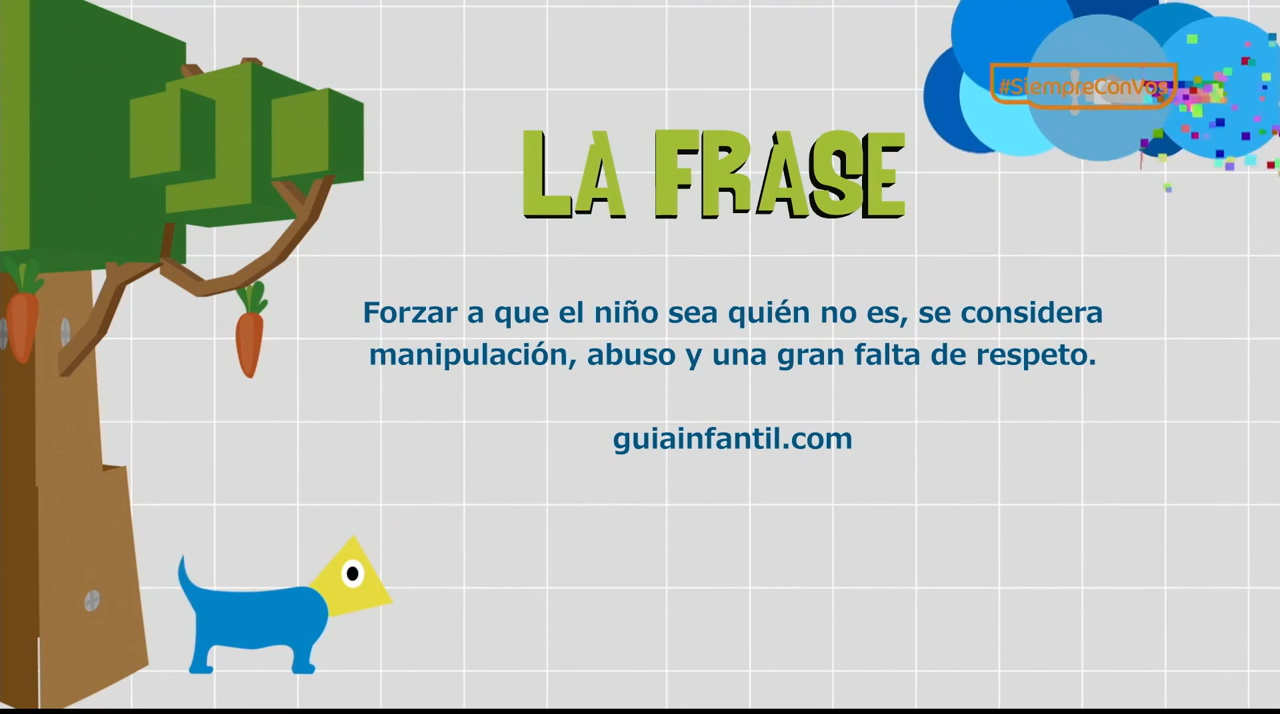 #SiempreConVos
LA FRASE
Forzar a que el niño sea quién no es, se considera
manipulación, abuso y una gran falta de respeto.
guiainfantil.com